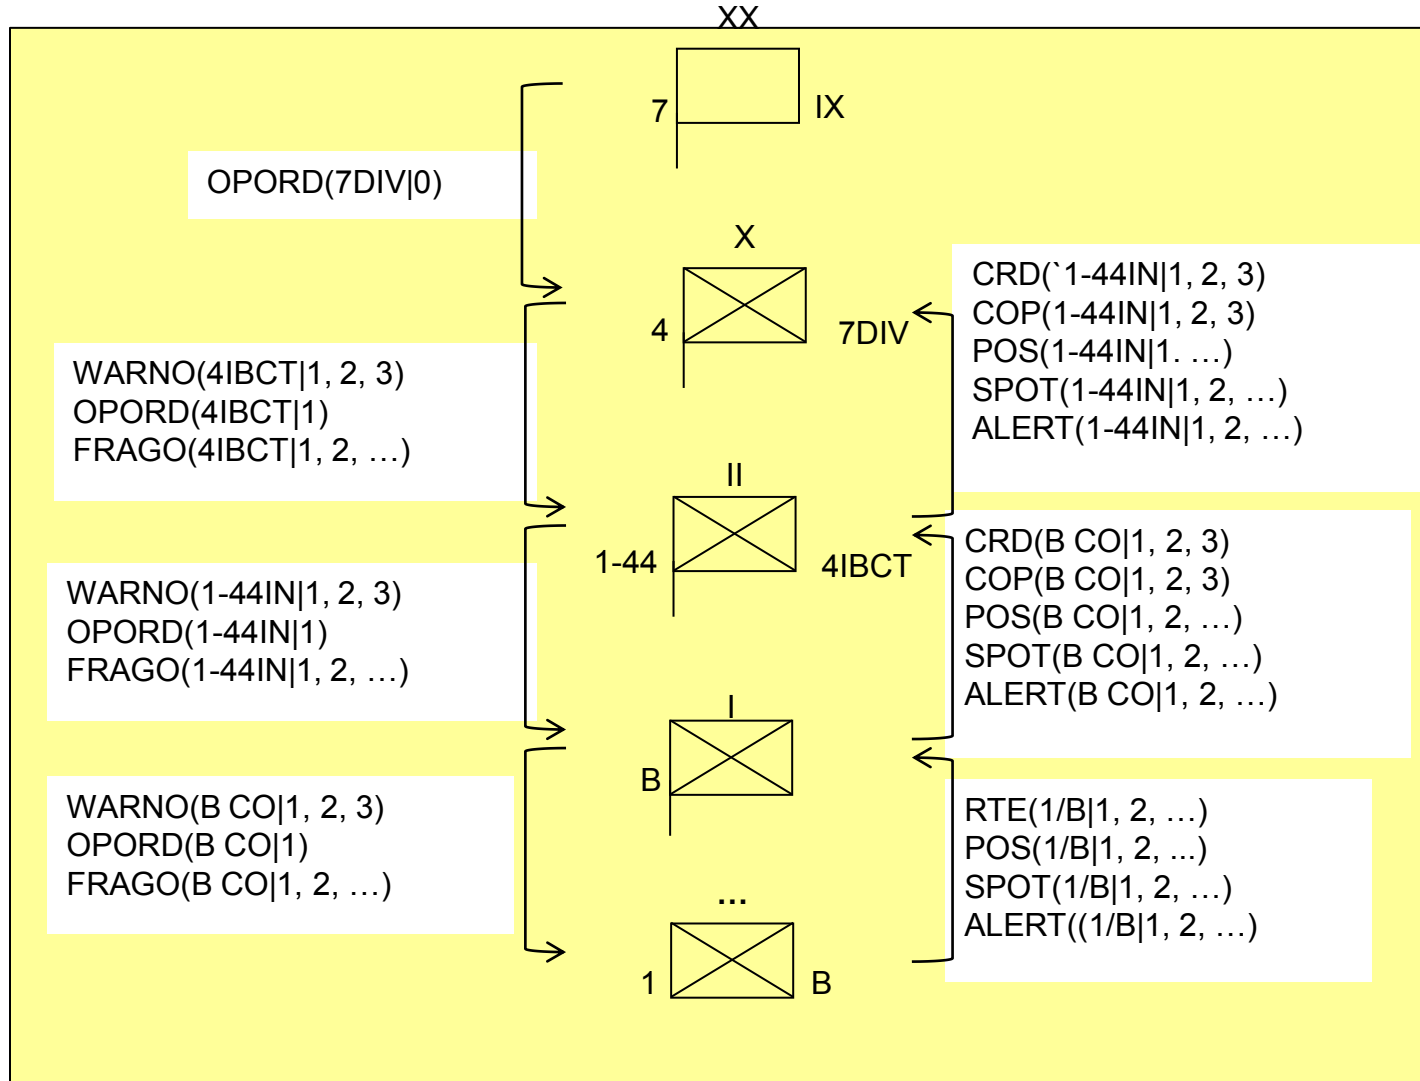 XX
7
IX
OPORD(7DIV|0)
X
4
7DIV
CRD(`1-44IN|1, 2, 3)
COP(1-44IN|1, 2, 3)
POS(1-44IN|1. …)
SPOT(1-44IN|1, 2, …)
ALERT(1-44IN|1, 2, …)
WARNO(4IBCT|1, 2, 3)
OPORD(4IBCT|1)
FRAGO(4IBCT|1, 2, …)
II
1-44
4IBCT
CRD(B CO|1, 2, 3)
COP(B CO|1, 2, 3)
POS(B CO|1, 2, …)
SPOT(B CO|1, 2, …)
ALERT(B CO|1, 2, …)
WARNO(1-44IN|1, 2, 3)
OPORD(1-44IN|1)
FRAGO(1-44IN|1, 2, …)
I
B
WARNO(B CO|1, 2, 3)
OPORD(B CO|1)
FRAGO(B CO|1, 2, …)
RTE(1/B|1, 2, …)
POS(1/B|1, 2, ...)
SPOT(1/B|1, 2, …)
ALERT((1/B|1, 2, …)
...
1
B